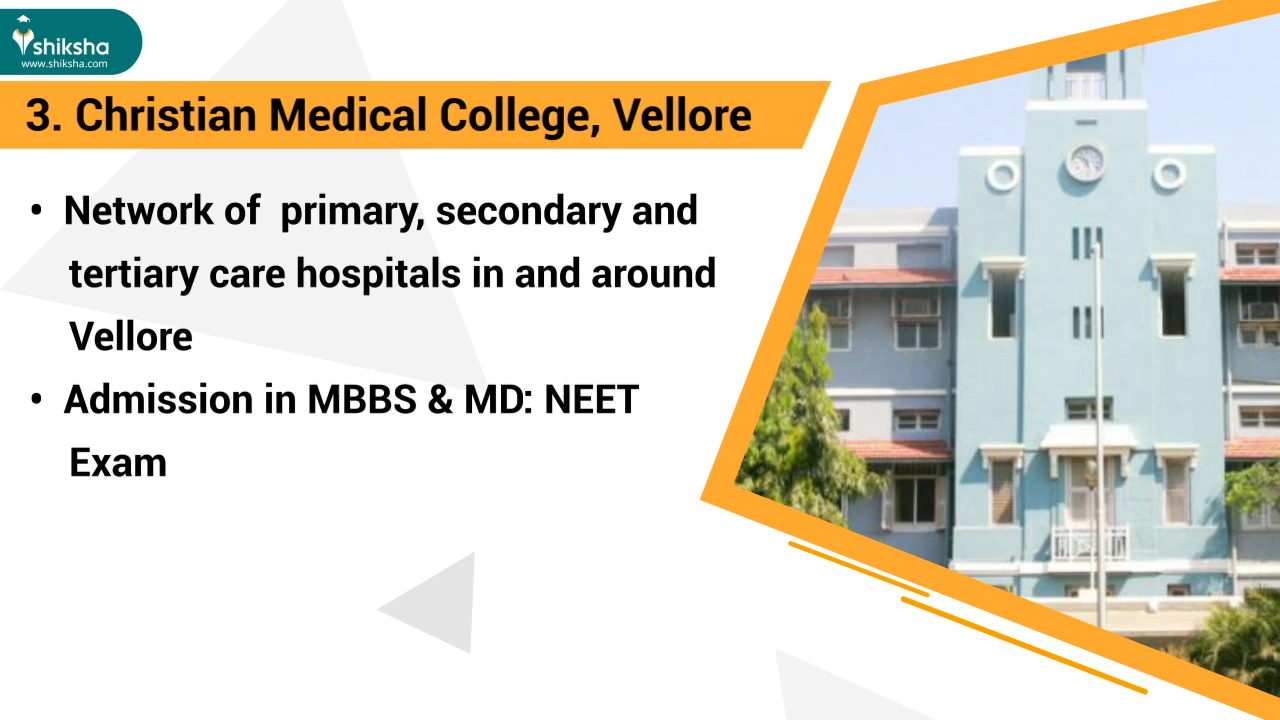 shiksha
www.shiksha.com
3. Christian Medical College, Vellore
• Network of  primary, secondary and
tertiary care hospitals in and around
Vellore
• Admission in MBBS & MD: NEET
Exam